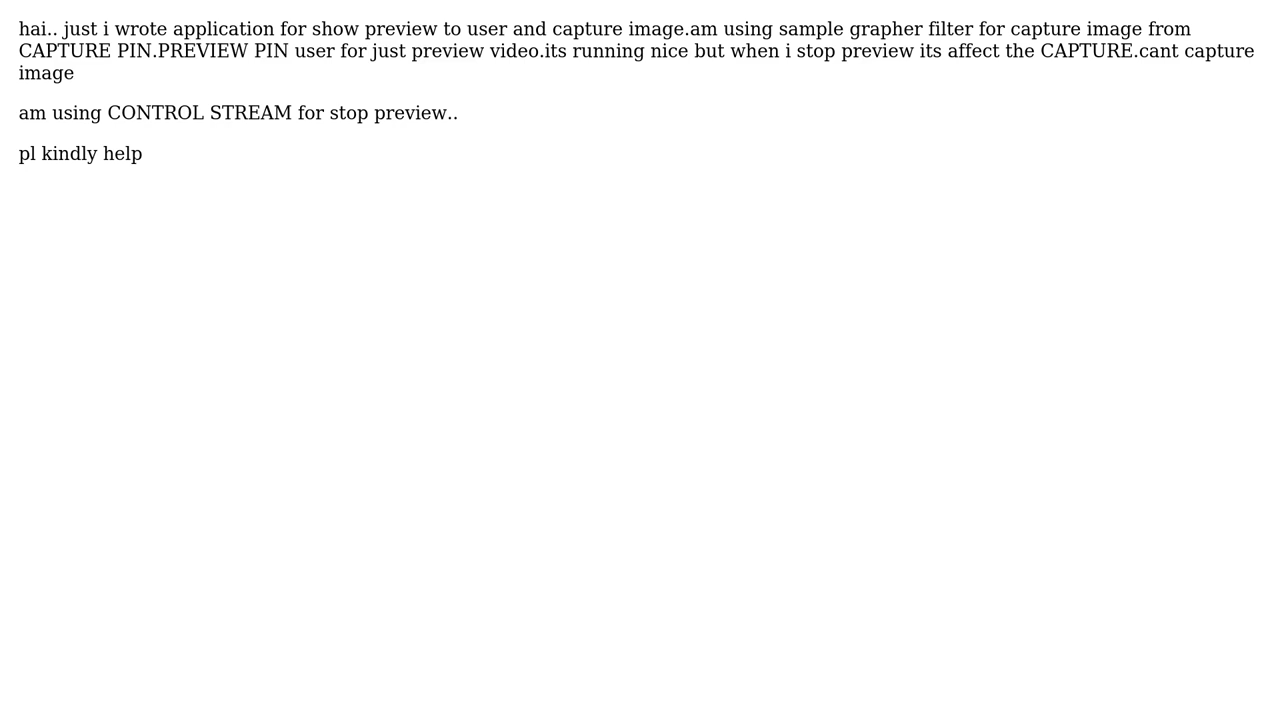 hai.. just i wrote application for show preview to user and capture image.am using sample grapher filter for capture image from
CAPTURE PIN.PREVIEW PIN user for just preview video.its running nice but when i stop preview its affect the CAPTURE.cant capture
image
am using CONTROL STREAM for stop preview..
pl kindly help